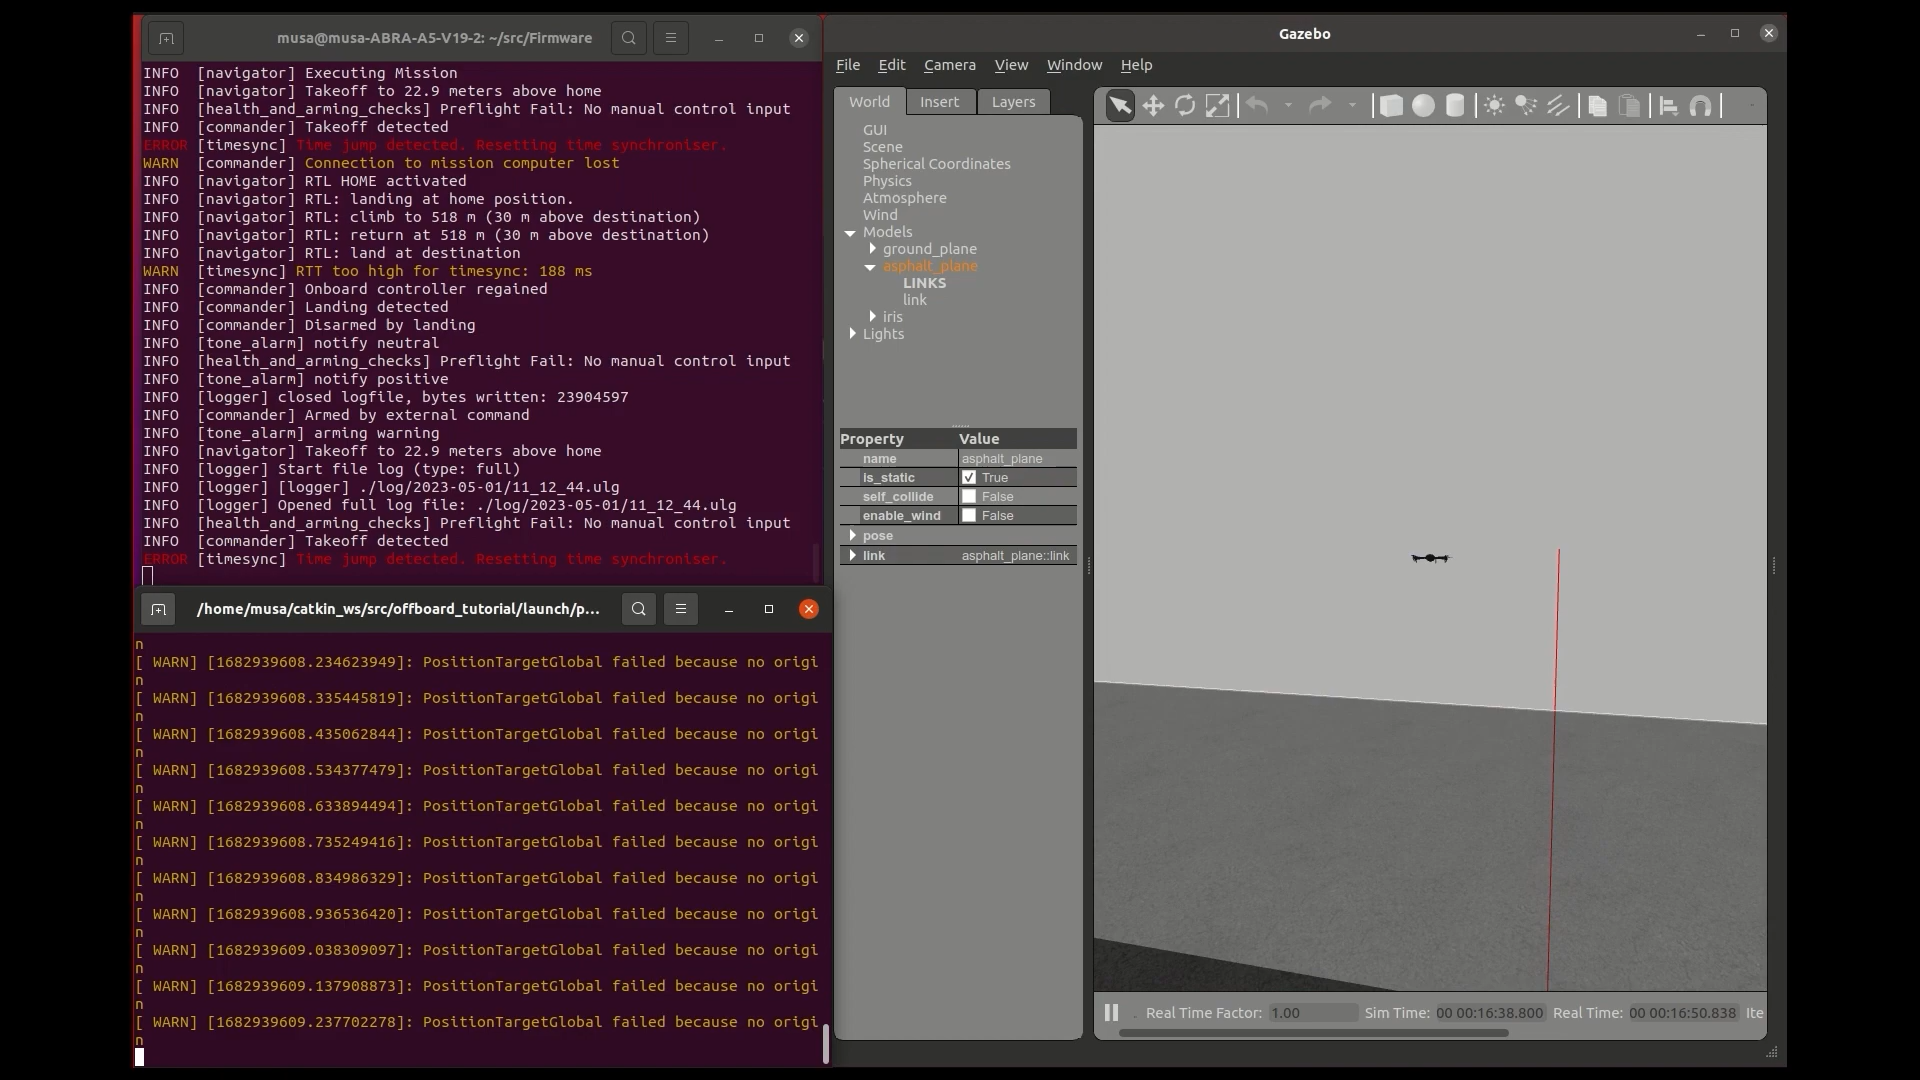 musa@musa-ABRA-A5-V19-2: ~/src/Firmware
INFO [navigator] Executing Mission
INFO [navigator] Takeoff to 22.9 meters above home
INFO [health_and_arming_checks] Preflight Fail: No manual control input
INFO [commander] Takeoff detected
ERROR [timesync] Time jump detected. Resetting time synchroniser.
WARN [commander] Connection to mission computer lost
INFO [navigator] RTL HOME activated
INFO [navigator] RTL: landing at home position.
INFO [navigator] RTL: climb to 518 m (30 m above destination)
INFO [navigator] RTL: return at 518 m (30 m above destination)
INFO [navigator] RTL: land at destination
WARN [timesync] RTT too high for timesync: 188 ms
INFO [commander] Onboard controller regained
INFO [commander] Landing detected
INFO [commander] Disarmed by landing
INFO [tone_alarm] notify neutral
INFO [health_and_arming_checks] Preflight Fail: No manual control input
INFO [tone_alarm] notify positive
INFO [logger] closed logfile, bytes written: 23904597
INFO [commander] Armed by external command
INFO [tone_alarm] arming warning
INFO [navigator] Takeoff to 22.9 meters above home
INFO [logger] Start file log (type: full)
INFO [logger] [logger] ./log/2023-05-01/11_12_44.ulg
INFO [logger] Opened full log file: ./log/2023-05-01/11_12_44.ulg
INFO [health_and_arming_checks] Preflight Fail: No manual control input
INFO [commander] Takeoff detected
ERROR [timesync] Time jump detected. Resetting time synchroniser.
/home/musa/catkin_ws/src/offboard_tutorial/launch/p...
n
[ WARN] [1682939608.234623949]: PositionTargetGlobal failed because no origi
n
[ WARN] [1682939608.335445819]: PositionTargetGlobal failed because no origi
n
[ WARN] [1682939608.435062844]: PositionTargetGlobal failed because no origi
n
[ WARN] [1682939608.534377479]: PositionTargetGlobal failed because no origi
n
[ WARN] [1682939608.633894494]: PositionTargetGlobal failed because no origi
n
[ WARN] [1682939608.735249416]: PositionTargetGlobal failed because no origi
n
[ WARN] [1682939608.834986329]: PositionTargetGlobal failed because no origi
n
[ WARN] [1682939608.936536420]: PositionTargetGlobal failed because no origi
n
[ WARN] [1682939609.038309097]: PositionTargetGlobal failed because no origi
n
[ WARN] [1682939609.137908873]: PositionTargetGlobal failed because no origi
n
[ WARN] [1682939609.237702278]: PositionTargetGlobal failed because no origi
n
Gazebo
File Edit Camera View Window Help
World Insert Layers
GUI
Scene
Spherical Coordinates
Physics
Atmosphere
Wind
Models
ground_plane
asphalt_plane
LINKS
link
iris
Lights
Property Value
name asphalt_plane
is_static True
self_collide False
enable_wind False
pose
link asphalt_plane::link
Real Time Factor: 1.00 Sim Time: 00 00:16:38.800 Real Time: 00 00:16:50.838 Ite